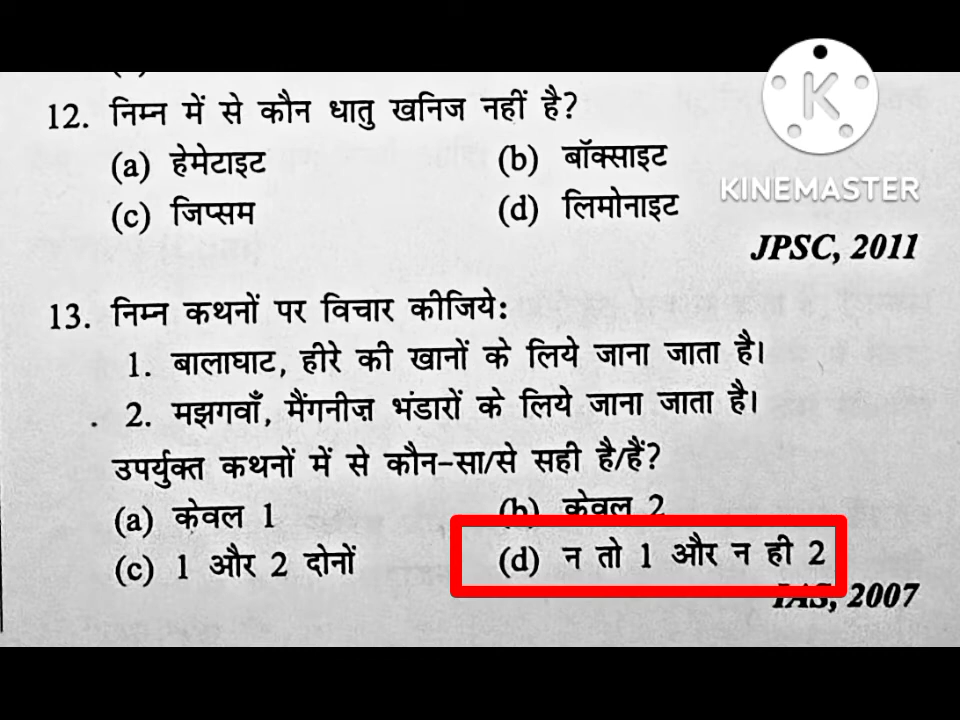 12. निम्न में से कौन धातु खनिज नहीं है?
(a) हेमेटाइट (b) बॉक्साइट
(c) जिप्सम (d) लिमोनाइट
JPSC, 2011
13. निम्न कथनों पर विचार कीजिये:
1. बालाघाट, हीरे की खानों के लिये जाना जाता है।
2. मझगवाँ, मैंगनीज़ भंडारों के लिये जाना जाता है।
उपर्युक्त कथनों में से कौन-सा/से सही है/हैं?
(a) केवल 1 (b) केवल 2
(c) 1 और 2 दोनों (d) न तो 1 और न ही 2
IAS, 2007
K
KINEMASTER